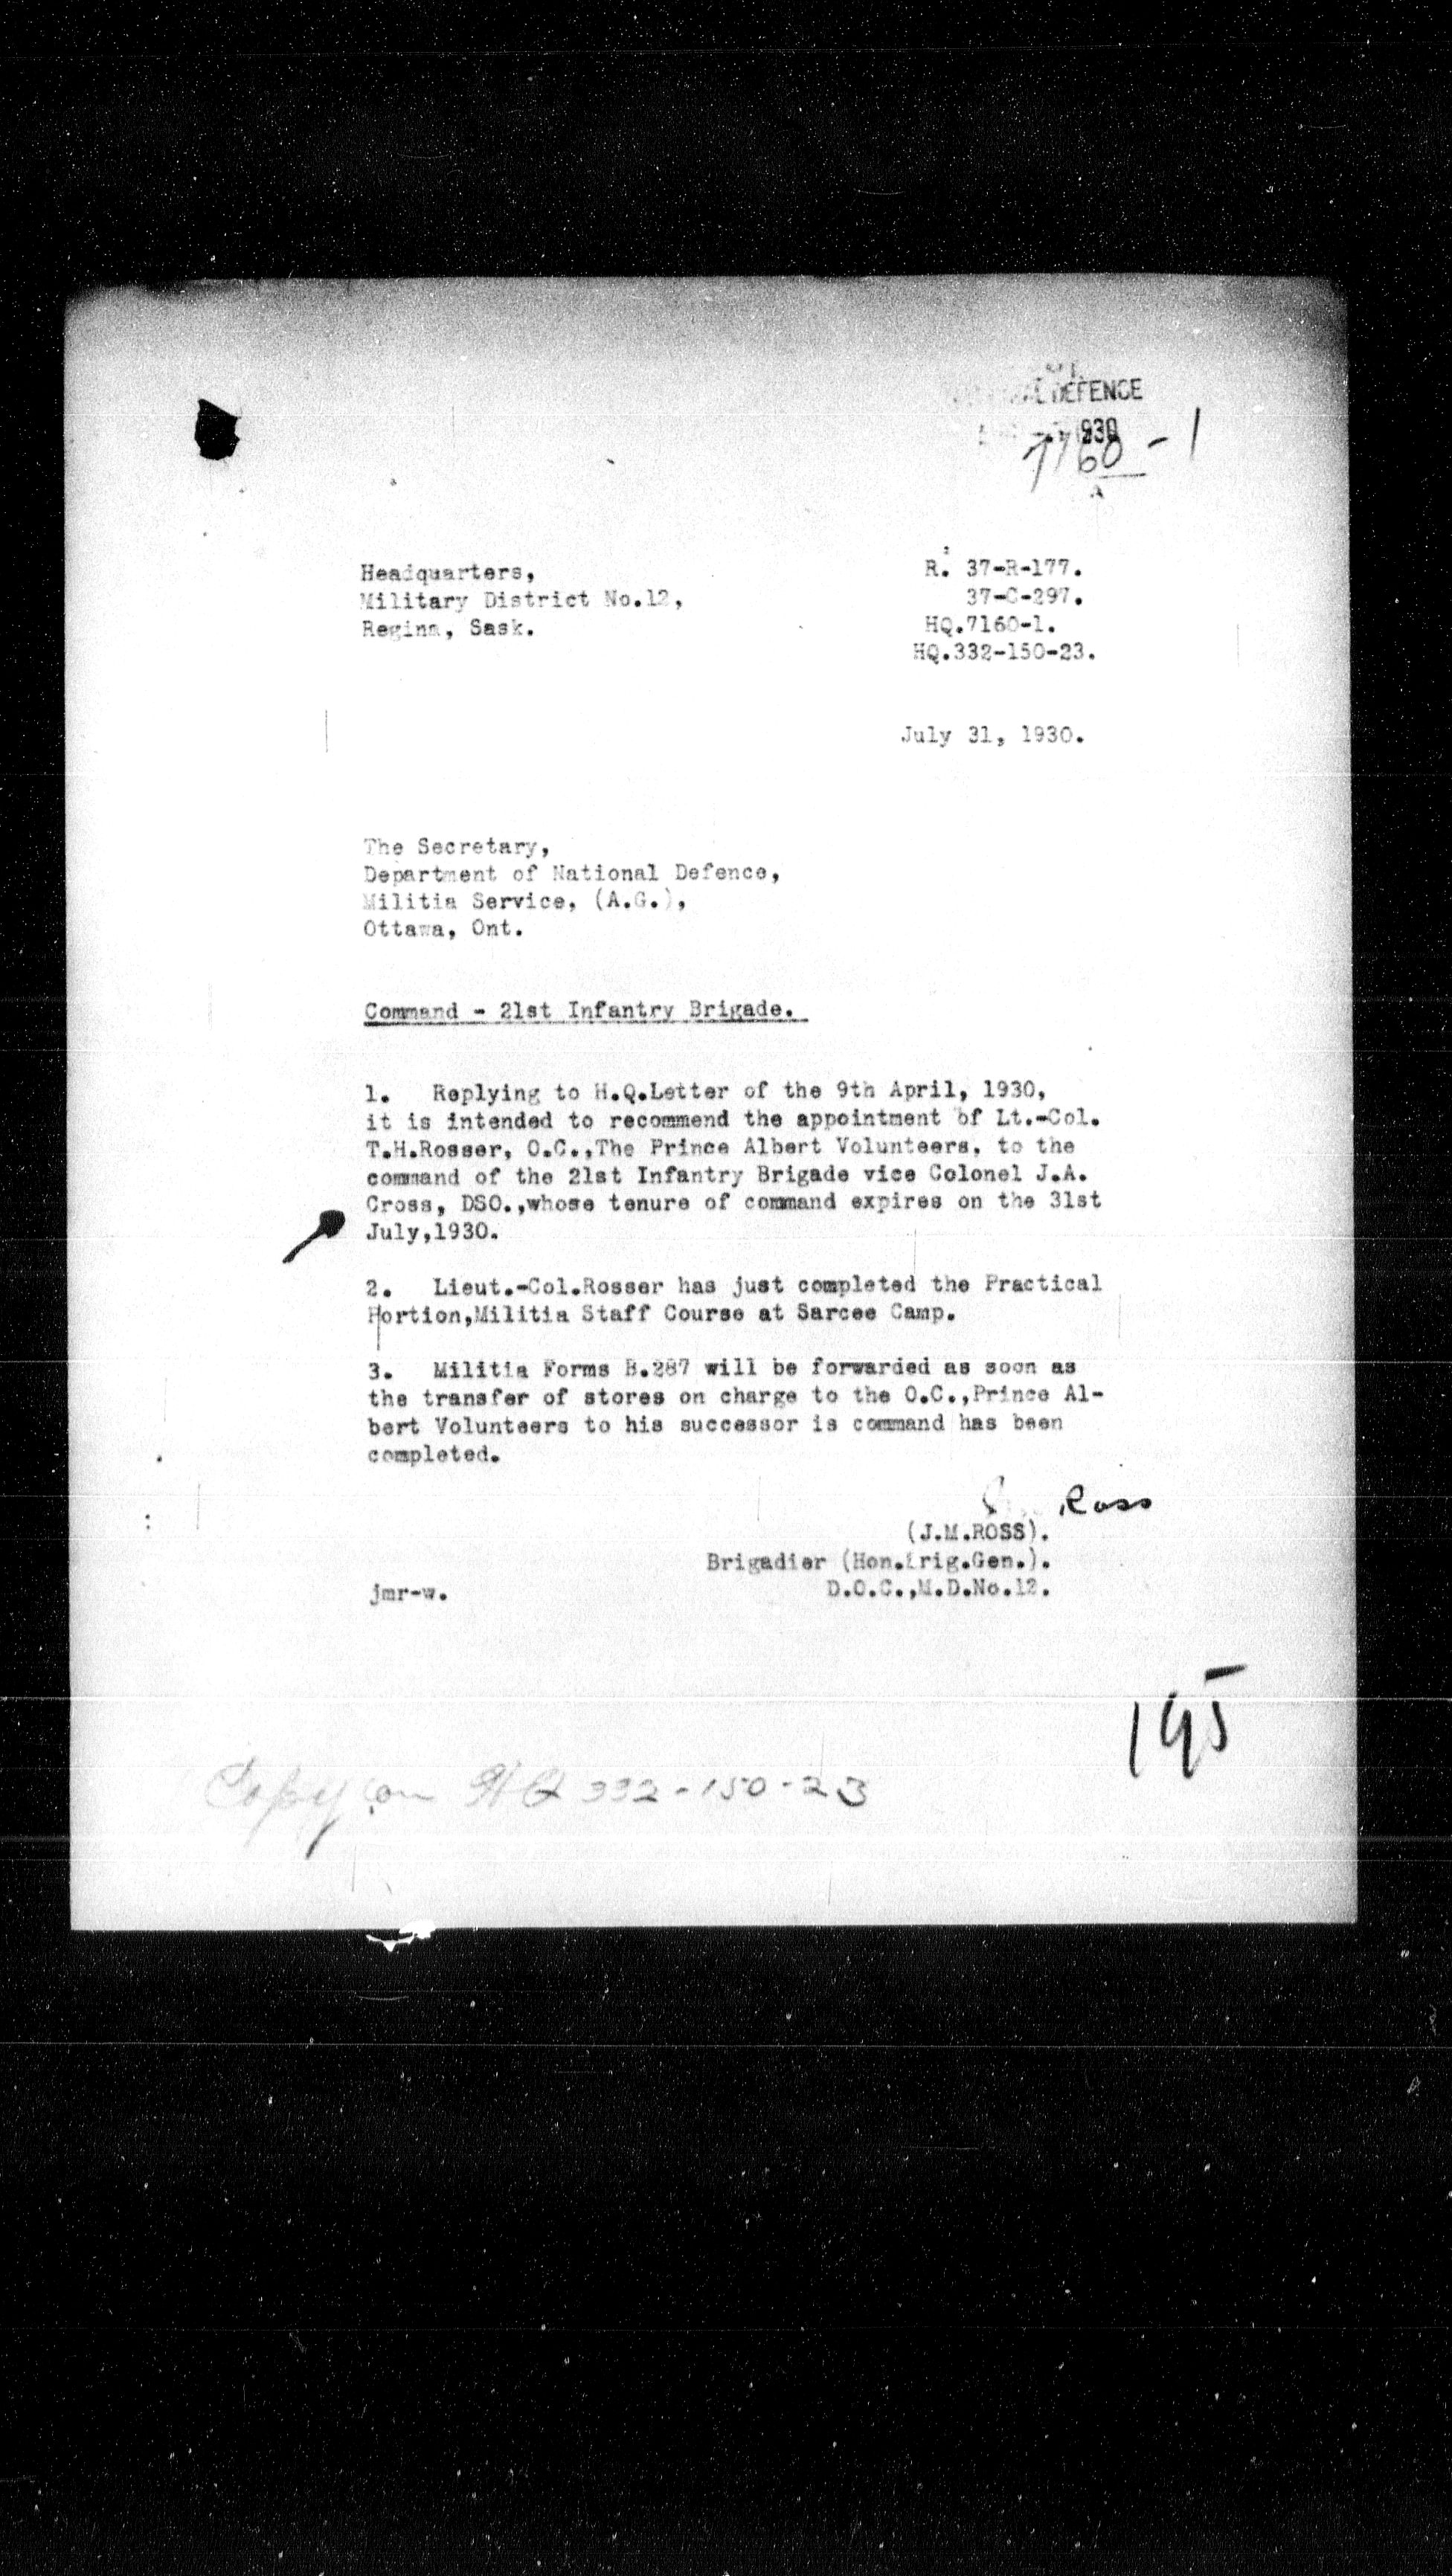 DEFENCE
1930
7160-1
A
Headquarters,
Military District No.12,
Regina, Sask.
R. 37-R-177.
37-C-297.
HQ.7160-1.
HQ.332-150-23.
July 31, 1930.
The Secretary,
Department of National Defence,
Militia Service, (A.G.),
Ottawa, Ont.
Command - 21st Infantry Brigade.
1. Replying to H.Q.Letter of the 9th April, 1930,
it is intended to recommend the appointment of Lt.-Col.
T.H.Rosser, O.C.,The Prince Albert Volunteers, to the
command of the 21st Infantry Brigade vice Colonel J.A.
Cross, DSO.,whose tenure of command expires on the 31st
July,1930.
2. Lieut.-Col.Rosser has just completed the Practical
Portion,Militia Staff Course at Sarcee Camp.
3. Militia Forms B.287 will be forwarded as soon as
the transfer of stores on charge to the O.C.,Prince Al-
bert Volunteers to his successor is command has been
completed.
Ross
(J.M.ROSS).
Brigadier (Hon.Brig.Gen.).
D.O.C.,M.D.No.12.
jmr-w.
195
Copy on HQ 332-150-23